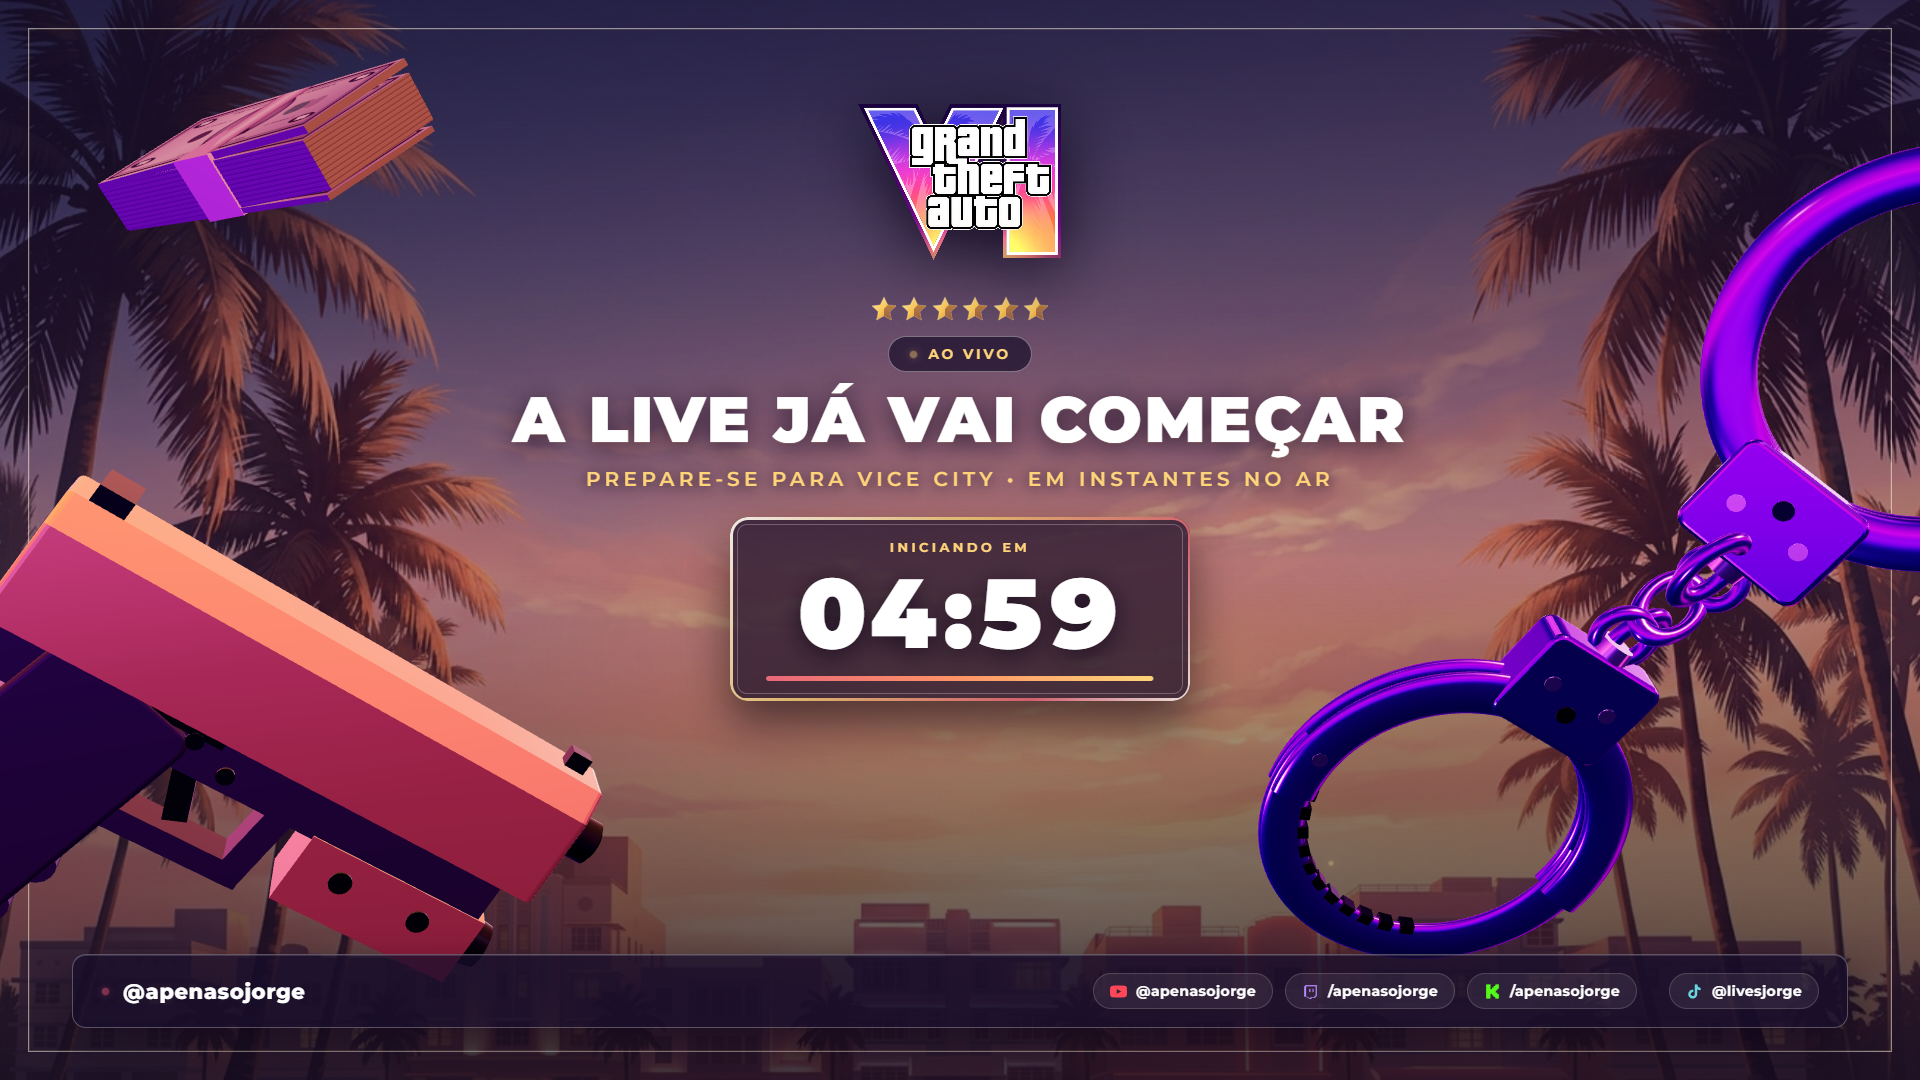 VI
grand
theft
auto
AO VIVO
A LIVE JÁ VAI COMEÇAR
PREPARE-SE PARA VICE CITY • EM INSTANTES NO AR
INICIANDO EM
04:59
@apenasojorge
@apenasojorge
/apenasojorge
/apenasojorge
@livesjorge